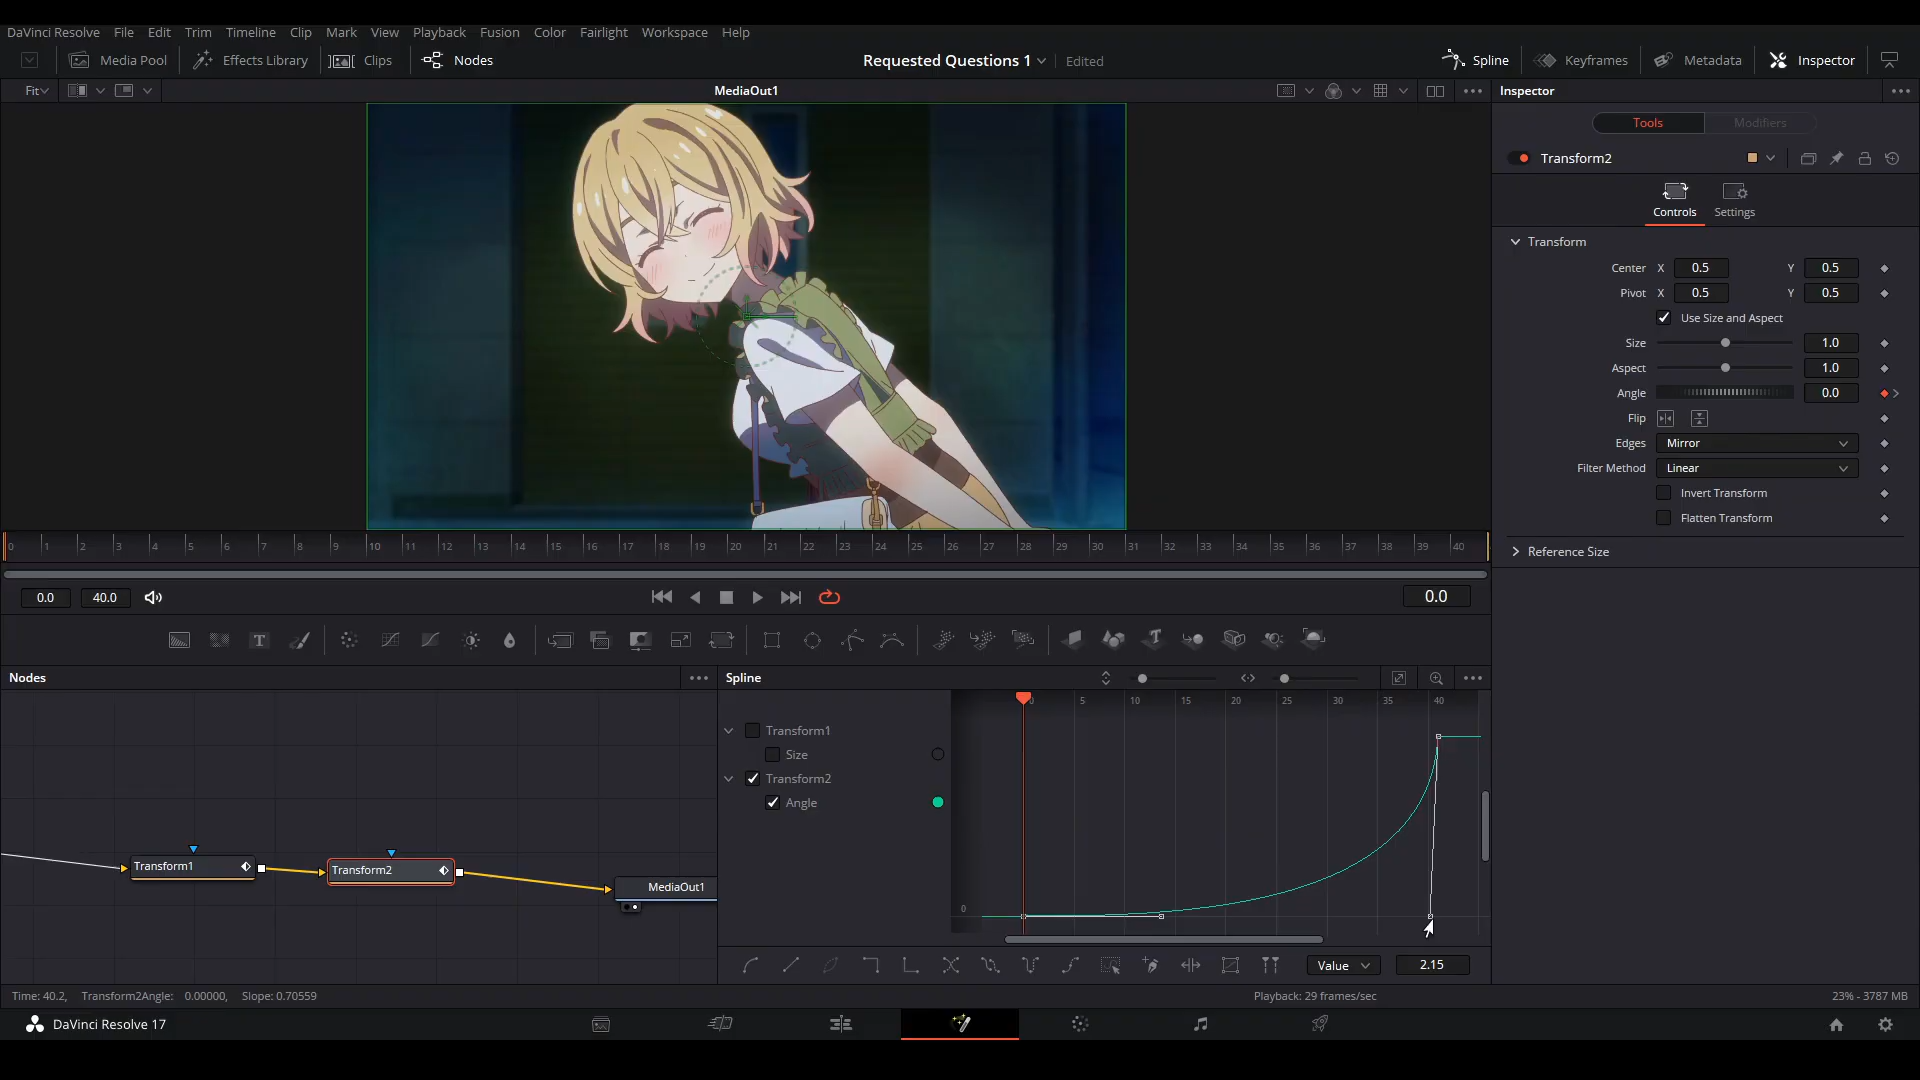 DaVinci Resolve File Edit Trim Timeline Clip Mark View Playback Fusion Color Fairlight Workspace Help
Media Pool Effects Library Clips Nodes Requested Questions 1 Edited Spline Keyframes Metadata Inspector
Fit MediaOut1 Inspector
Tools Modifiers
Transform2
Controls Settings
Transform
Center X 0.5 Y 0.5
Pivot X 0.5 Y 0.5
Use Size and Aspect
Size 1.0
Aspect 1.0
Angle 0.0
Flip
Edges Mirror
Filter Method Linear
Invert Transform
Flatten Transform
Reference Size
0 1 2 3 4 5 6 7 8 9 10 11 12 13 14 15 16 17 18 19 20 21 22 23 24 25 26 27 28 29 30 31 32 33 34 35 36 37 38 39 40
0.0 40.0 0.0
Nodes Spline
0 5 10 15 20 25 30 35 40
Transform1
Size
Transform2
Angle
0
Transform1 Transform2 MediaOut1
Value 2.15
Time: 40.2, Transform2Angle: 0.00000, Slope: 0.70559 Playback: 29 frames/sec 23% - 3787 MB
DaVinci Resolve 17